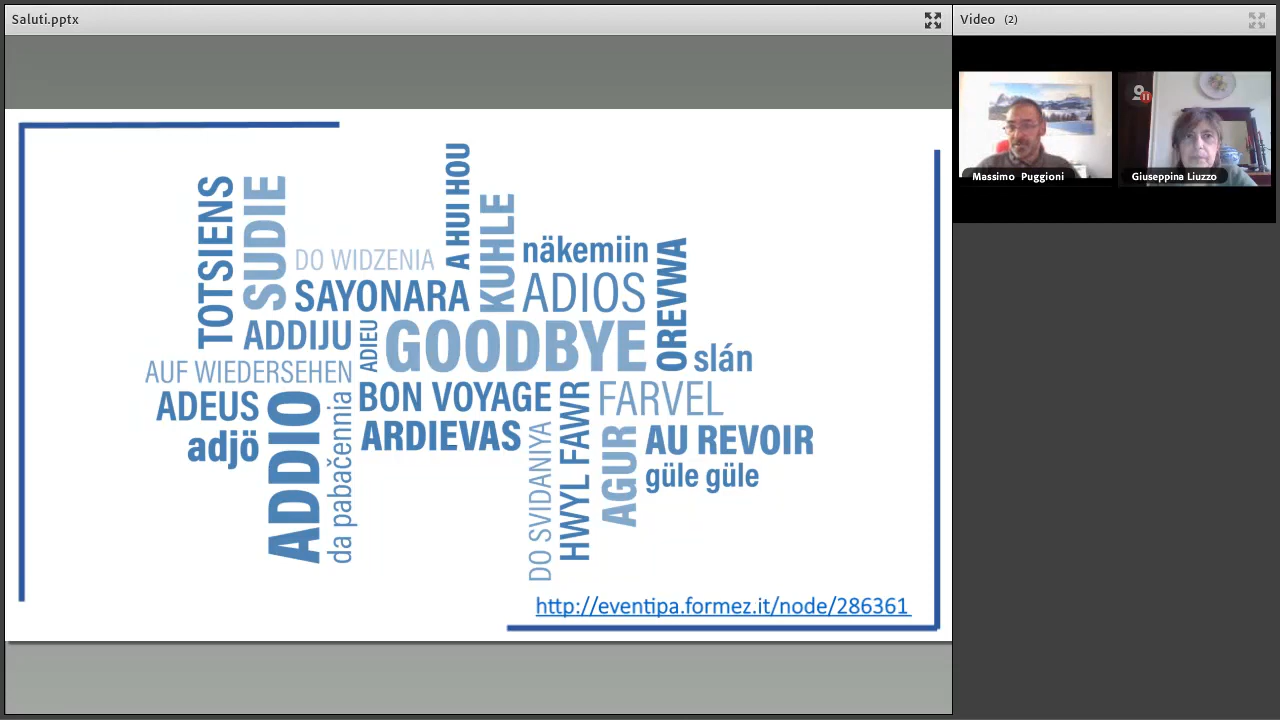 Saluti.pptx
Video (2)
Massimo Puggioni
Giuseppina Liuzzo
TOTSIENS
SUDIE
DO WIDZENIA
A HUI HOU
KUHLE
näkemiin
OREVWA
SAYONARA
ADIOS
ADDIJU
ADIEU
GOODBYE
slán
AUF WIEDERSEHEN
ADEUS
ADDIO
da pabačennia
BON VOYAGE
HWYL FAWR
FARVEL
adjö
ARDIEVAS
DO SVIDANIYA
AGUR
AU REVOIR
güle güle
http://eventipa.formez.it/node/286361